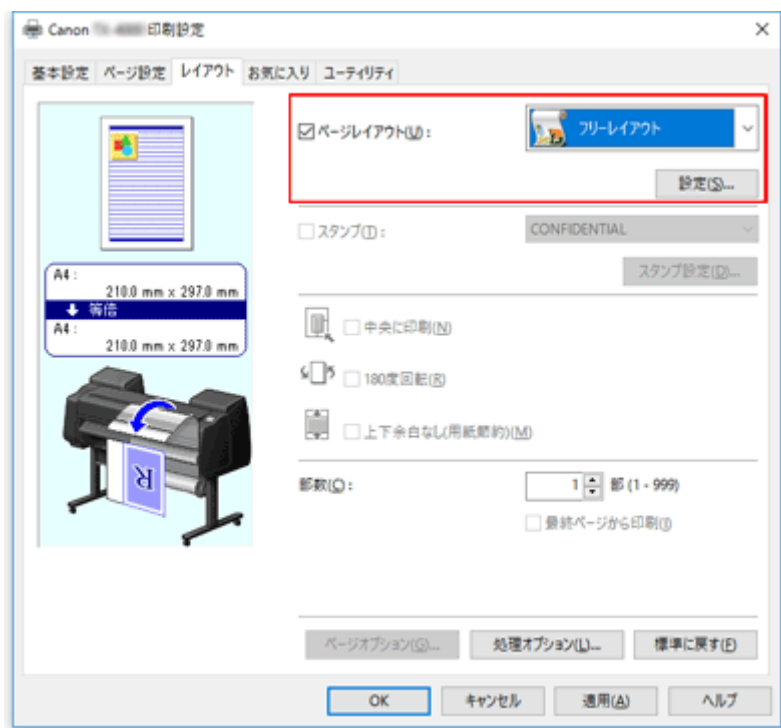 Canon 印刷設定
基本設定 ページ設定 レイアウト お気に入り ユーティリティ
ページレイアウト(U): フリーレイアウト
設定(S)...
スタンプ(T): CONFIDENTIAL
スタンプ設定(D)...
A4:
210.0 mm x 297.0 mm
等倍
A4:
210.0 mm x 297.0 mm
中央に印刷(N)
180度回転(R)
上下余白なし(用紙節約)(M)
R
部数(C): 1 部 (1 - 999)
最終ページから印刷(I)
ページオプション(G)... 処理オプション(L)... 標準に戻す(F)
OK キャンセル 適用(A) ヘルプ